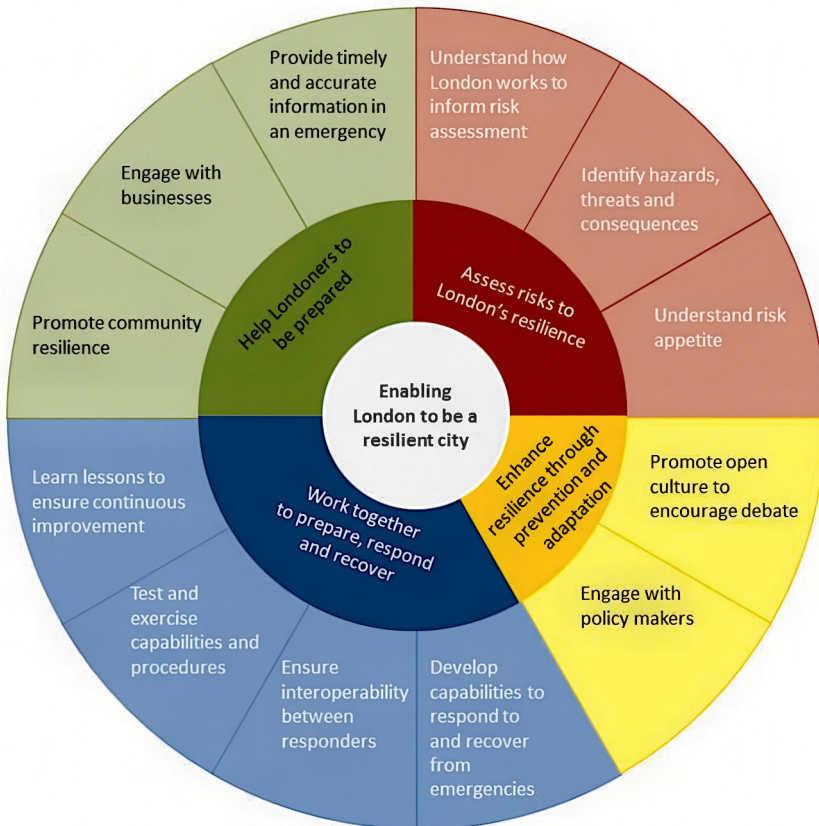 Provide timely
and accurate
information in
an emergency
Understand how
London works to
inform risk
assessment
Engage with
businesses
Identify hazards,
threats and
consequences
Promote community
resilience
Understand risk
appetite
Help Londoners to
be prepared
Assess risks to
London's resilience
Enabling
London to be a
resilient city
Enhance
resilience through
prevention and
adaptation
Work together
to prepare, respond
and recover
Learn lessons to
ensure continuous
improvement
Promote open
culture to
encourage debate
Test and
exercise
capabilities and
procedures
Engage with
policy makers
Ensure
interoperability
between
responders
Develop
capabilities to
respond to
and recover
from
emergencies